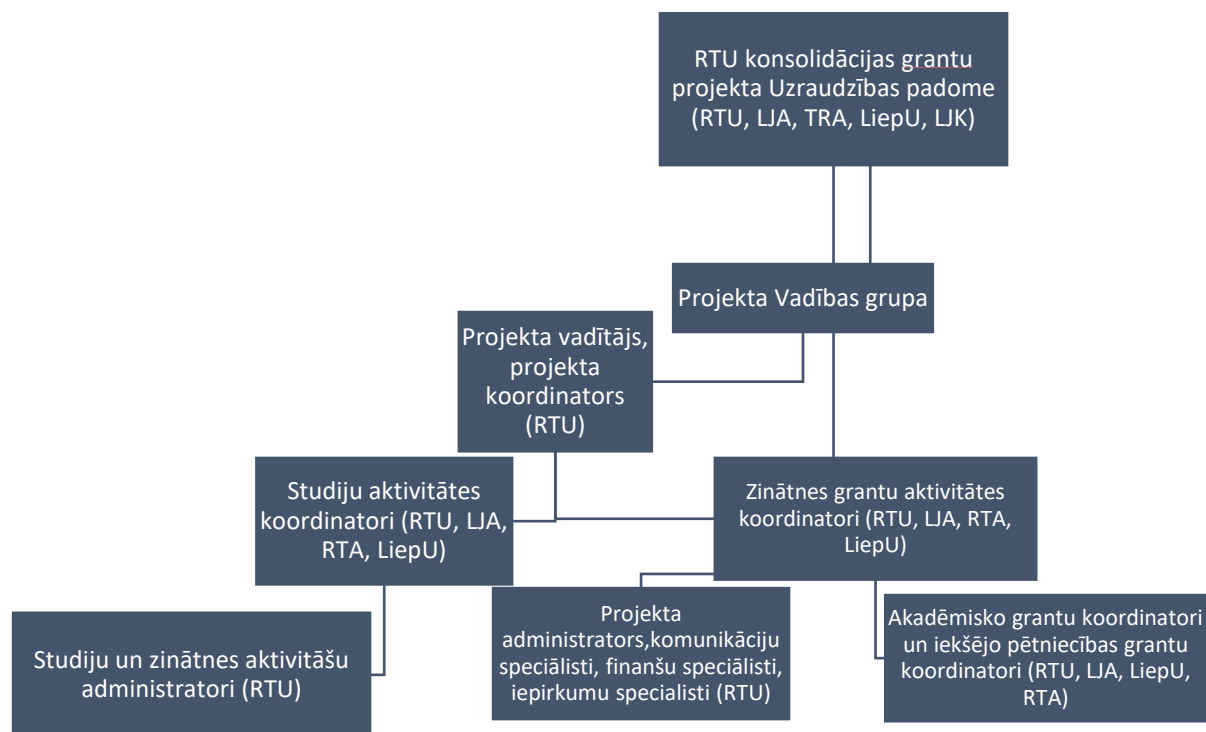 RTU konsolidācijas grantu
projekta Uzraudzības padome
(RTU, LJA, TRA, LiepU, LJK)
Projekta Vadības grupa
Projekta vadītājs,
projekta
koordinators
(RTU)
Studiju aktivitātes
koordinatori (RTU, LJA,
RTA, LiepU)
Zinātnes grantu aktivitātes
koordinatori (RTU, LJA, RTA,
LiepU)
Studiju un zinātnes aktivitāšu
administratori (RTU)
Projekta
administrators,komunikāciju
speciālisti, finanšu speciālisti,
iepirkumu specialisti (RTU)
Akadēmisko grantu koordinatori
un iekšējo pētniecības grantu
koordinatori (RTU, LJA, LiepU,
RTA)